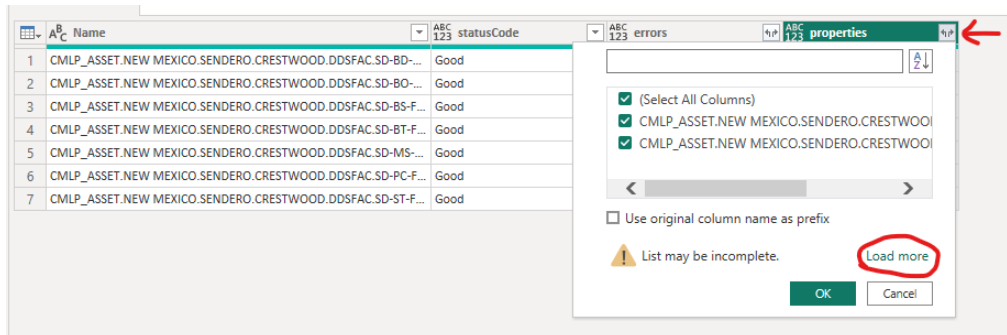 ABC Name ABC 123 statusCode ABC 123 errors ABC 123 properties
1 CMLP_ASSET.NEW MEXICO.SENDERO.CRESTWOOD.DDSFAC.SD-BD-... Good
2 CMLP_ASSET.NEW MEXICO.SENDERO.CRESTWOOD.DDSFAC.SD-BO-... Good
3 CMLP_ASSET.NEW MEXICO.SENDERO.CRESTWOOD.DDSFAC.SD-BS-F... Good
4 CMLP_ASSET.NEW MEXICO.SENDERO.CRESTWOOD.DDSFAC.SD-BT-F... Good
5 CMLP_ASSET.NEW MEXICO.SENDERO.CRESTWOOD.DDSFAC.SD-MS-... Good
6 CMLP_ASSET.NEW MEXICO.SENDERO.CRESTWOOD.DDSFAC.SD-PC-F... Good
7 CMLP_ASSET.NEW MEXICO.SENDERO.CRESTWOOD.DDSFAC.SD-ST-F... Good
AZ
(Select All Columns)
CMLP_ASSET.NEW MEXICO.SENDERO.CRESTWOO
CMLP_ASSET.NEW MEXICO.SENDERO.CRESTWOO
Use original column name as prefix
List may be incomplete. Load more
OK Cancel